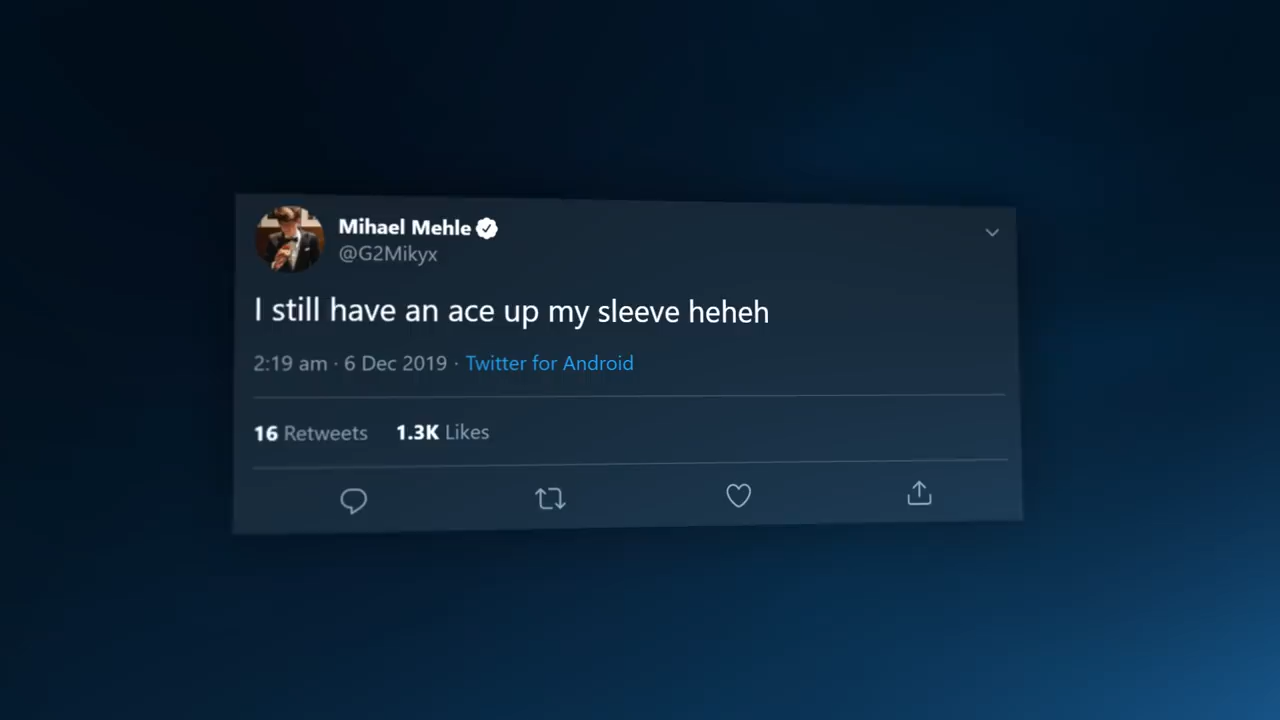 Mihael Mehle
@G2Mikyx
I still have an ace up my sleeve heheh
2:19 am · 6 Dec 2019 · Twitter for Android
16 Retweets 1.3K Likes